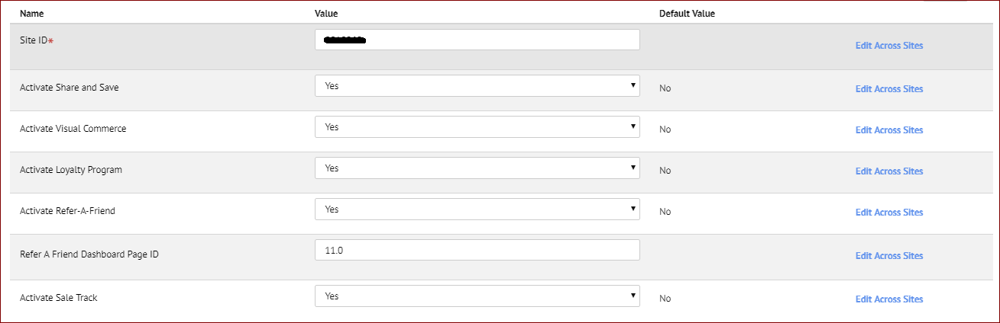 Name Value Default Value
Site ID* Edit Across Sites
Activate Share and Save Yes No Edit Across Sites
Activate Visual Commerce Yes No Edit Across Sites
Activate Loyalty Program Yes No Edit Across Sites
Activate Refer-A-Friend Yes No Edit Across Sites
Refer A Friend Dashboard Page ID 11.0 Edit Across Sites
Activate Sale Track Yes No Edit Across Sites